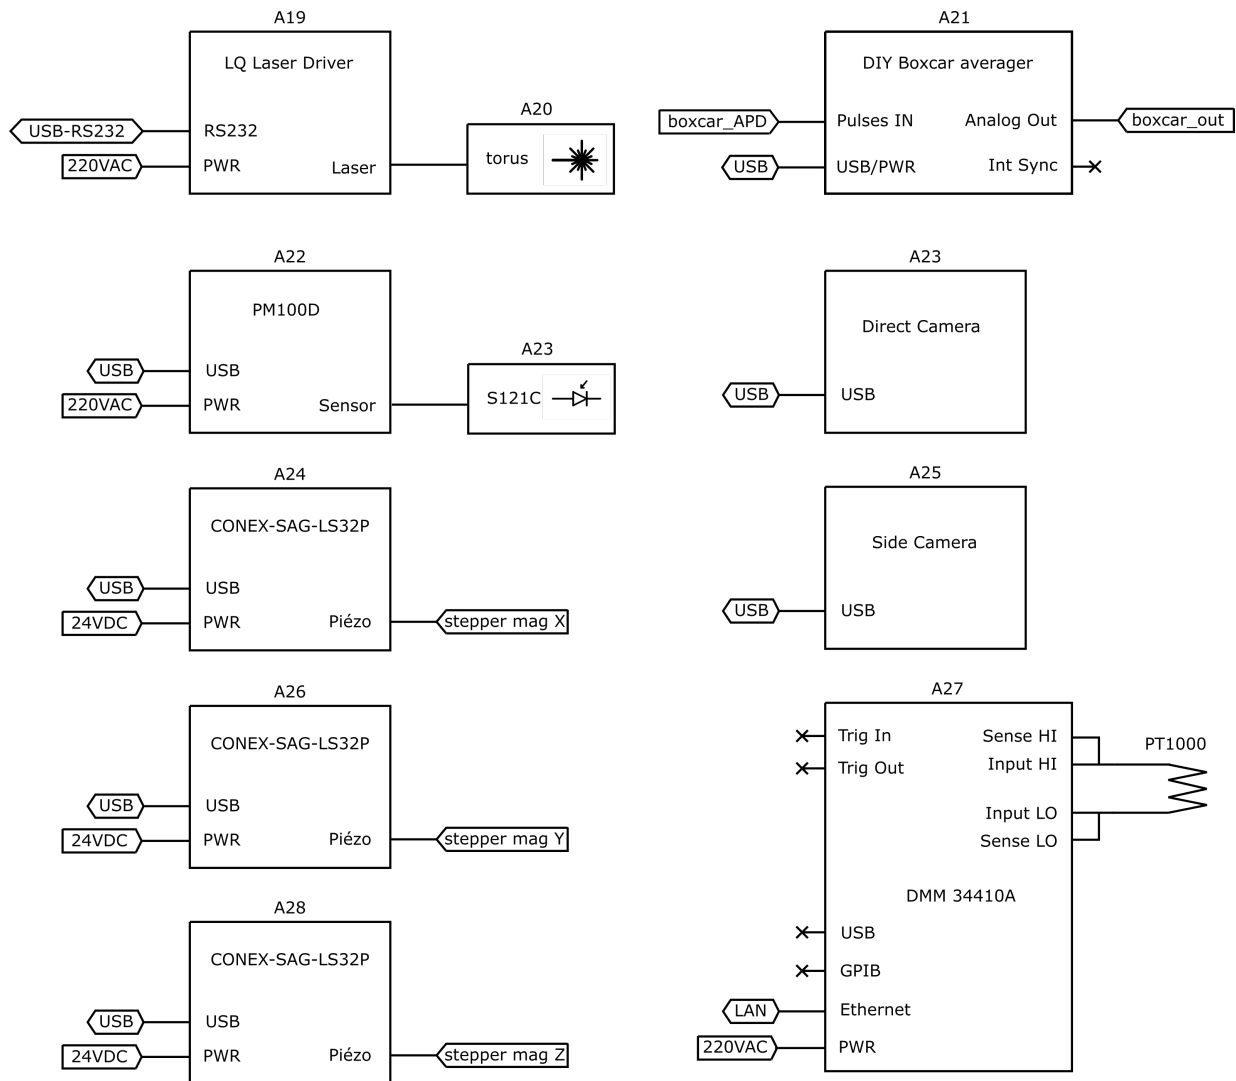 A19
LQ Laser Driver
USB-RS232
RS232
220VAC
PWR
Laser
A20
torus
A21
DIY Boxcar averager
boxcar_APD
Pulses IN
Analog Out
boxcar_out
USB
USB/PWR
Int Sync
A22
PM100D
USB
USB
220VAC
PWR
Sensor
A23
S121C
A23
Direct Camera
USB
USB
A24
CONEX-SAG-LS32P
USB
USB
24VDC
PWR
Piézo
stepper mag X
A25
Side Camera
USB
USB
A26
CONEX-SAG-LS32P
USB
USB
24VDC
PWR
Piézo
stepper mag Y
A27
Trig In
Sense HI
PT1000
Trig Out
Input HI
Input LO
Sense LO
DMM 34410A
USB
GPIB
LAN
Ethernet
220VAC
PWR
A28
CONEX-SAG-LS32P
USB
USB
24VDC
PWR
Piézo
stepper mag Z